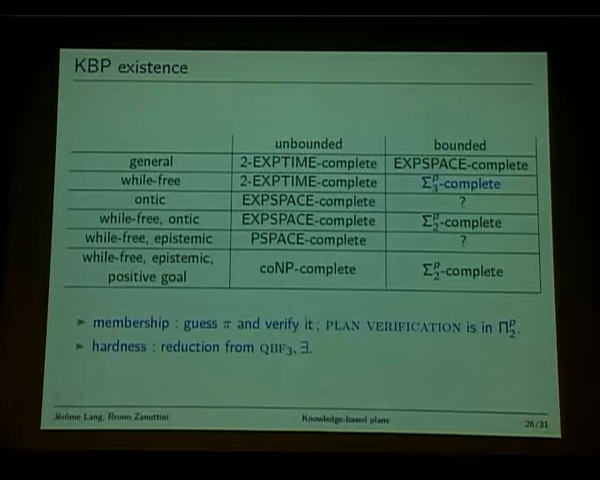 KBP existence
unbounded bounded
general 2-EXPTIME-complete EXPSPACE-complete
while-free 2-EXPTIME-complete Σ₃ᵖ-complete
ontic EXPSPACE-complete ?
while-free, ontic EXPSPACE-complete Σ₂ᵖ-complete
while-free, epistemic PSPACE-complete ?
while-free, epistemic,
positive goal coNP-complete Σ₂ᵖ-complete
► membership : guess π and verify it ; PLAN VERIFICATION is in Π₂ᵖ.
► hardness : reduction from QBF₃,∃.
Jérôme Lang, Bruno Zanuttini Knowledge-based plans 26/31